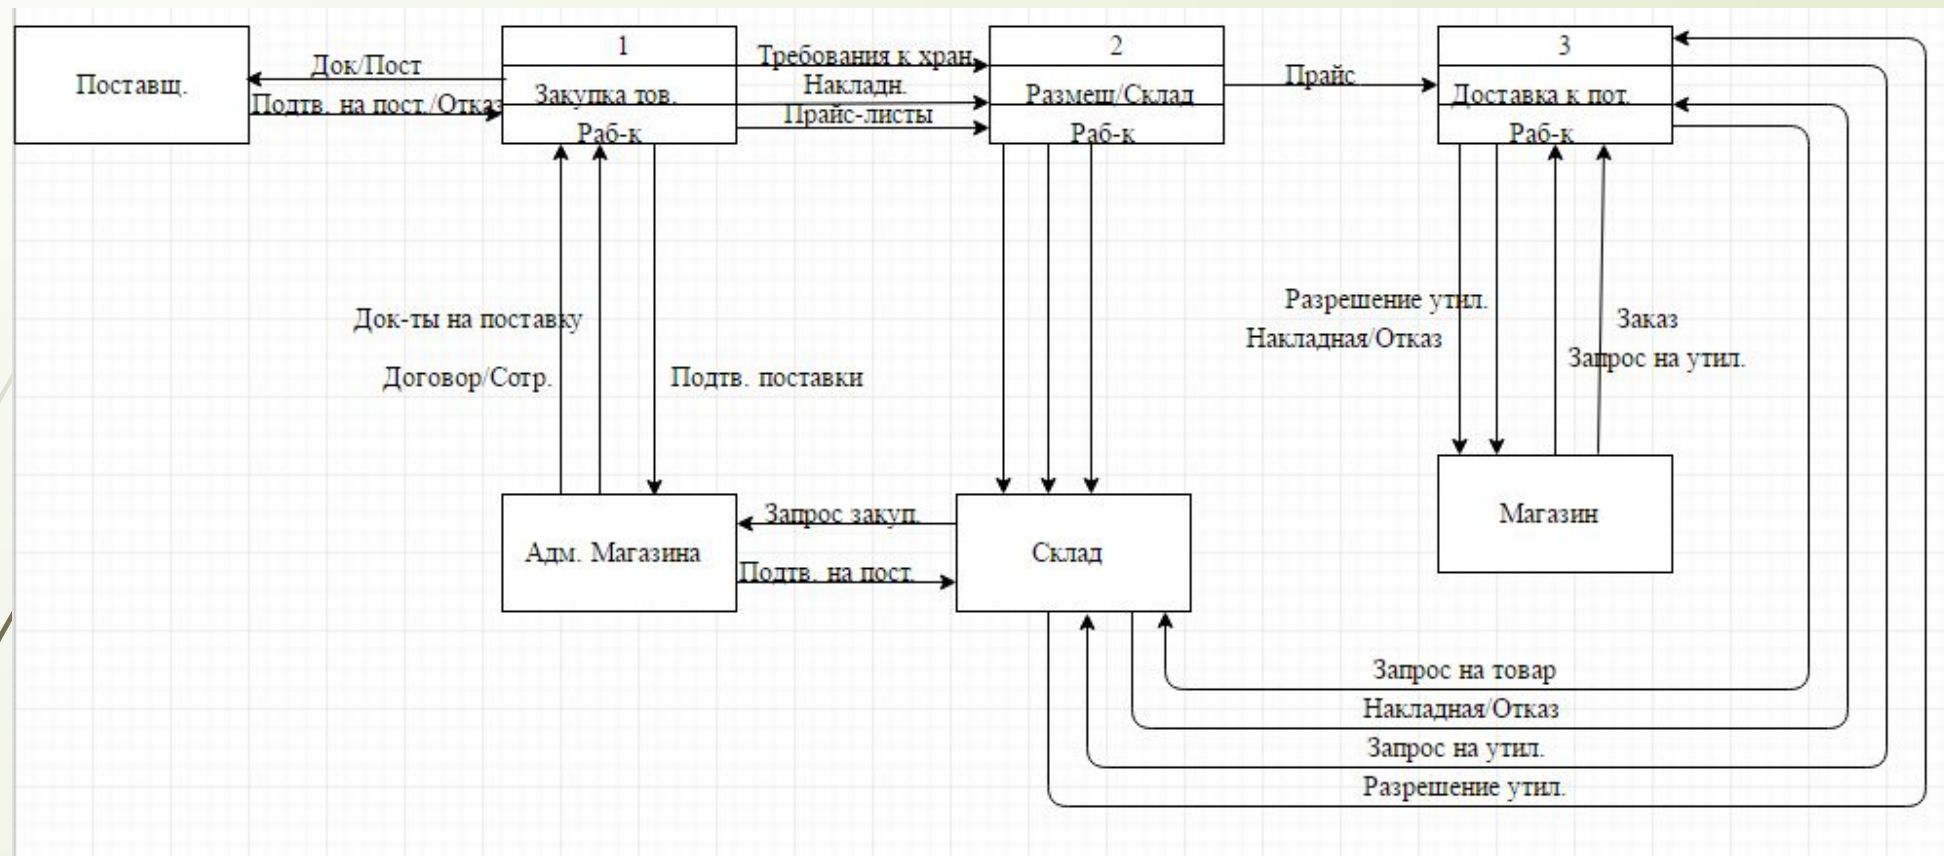 Поставщ.
Док/Пост
Подтв. на пост./Отказ
1
Закупка тов.
Раб-к
Требования к хран.
Накладн.
Прайс-листы
2
Размещ/Склад
Раб-к
Прайс
3
Доставка к пот.
Раб-к
Док-ты на поставку
Договор/Сотр.
Подтв. поставки
Разрешение утил.
Накладная/Отказ
Заказ
Запрос на утил.
Адм. Магазина
Запрос закуп.
Подтв. на пост.
Склад
Магазин
Запрос на товар
Накладная/Отказ
Запрос на утил.
Разрешение утил.